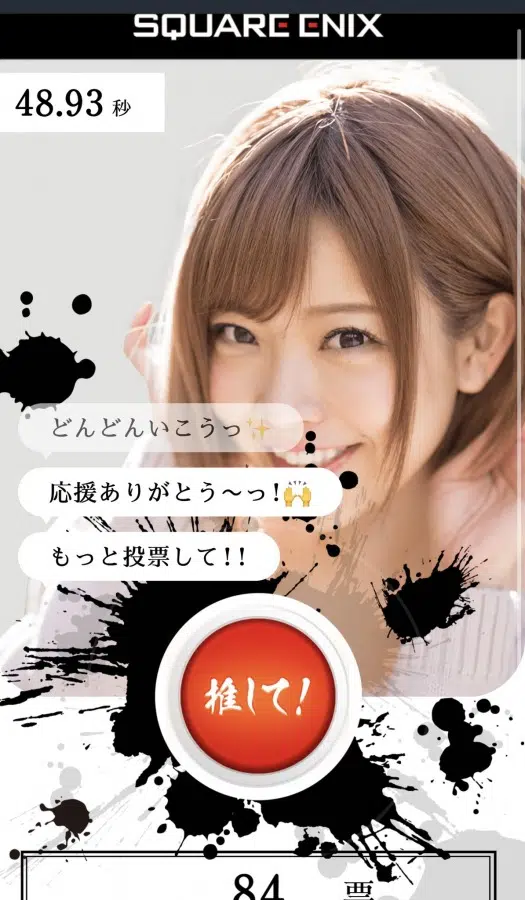 SQUARE ENIX
48.93 秒
どんどんいこうっ✨
応援ありがとう〜っ!🙌
もっと投票して!!
推して!
84 票